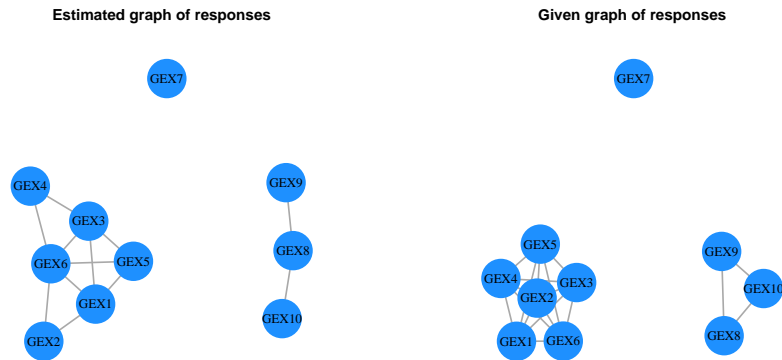 Estimated graph of responses
GEX7
GEX4
GEX3
GEX6
GEX5
GEX1
GEX2
GEX9
GEX8
GEX10
Given graph of responses
GEX7
GEX5
GEX4
GEX3
GEX2
GEX1
GEX6
GEX9
GEX10
GEX8